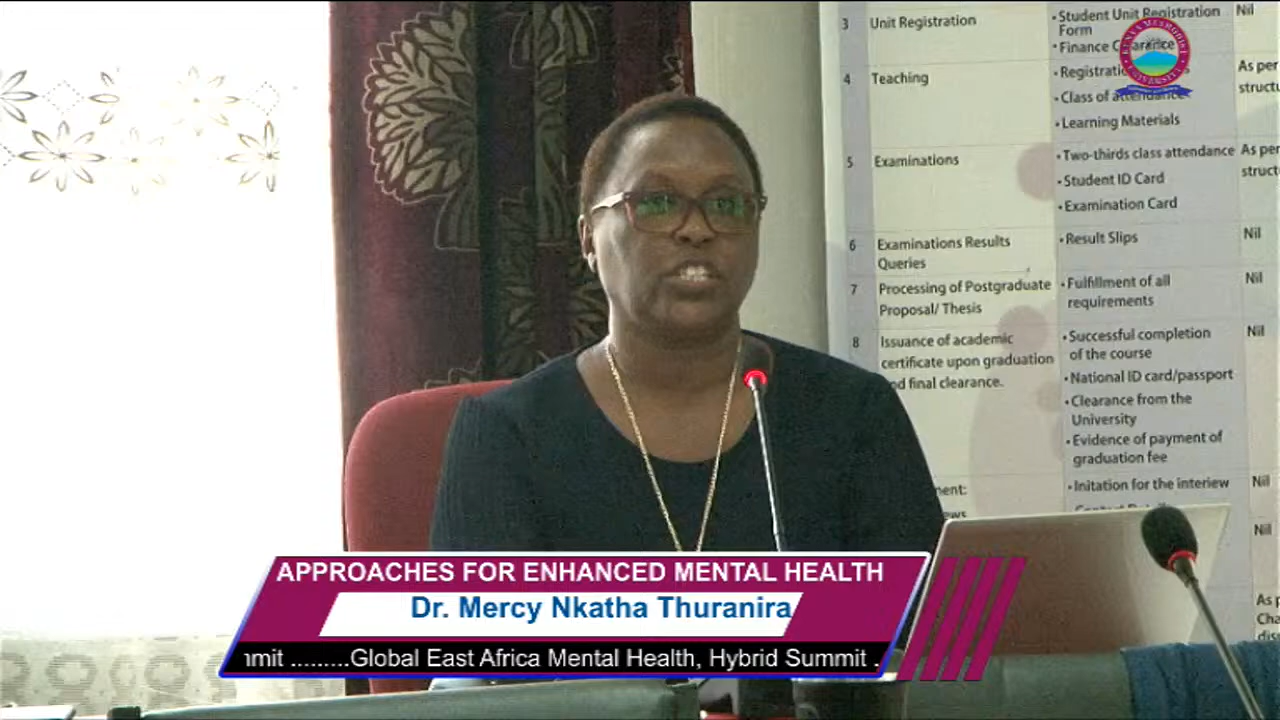 3 Unit Registration
• Student Unit Registration Form
• Finance
Nil
4 Teaching
• Class of
• Learning Materials
As per
5 Examinations
• Two-thirds class attendance
• Student ID Card
• Examination Card
As per
6 Examinations Results
Queries
• Result Slips
Nil
7 Processing of Postgraduate
Proposal/ Thesis
• Fulfillment of all
requirements
Nil
8 Issuance of academic
certificate upon graduation
final clearance.
• Successful completion
of the course
• National ID card/passport
• Clearance from the
University
• Evidence of payment of
graduation fee
Nil
• Initation for the interiew
Nil
Nil
APPROACHES FOR ENHANCED MENTAL HEALTH
Dr. Mercy Nkatha Thuranira
.........Global East Africa Mental Health, Hybrid Summit .